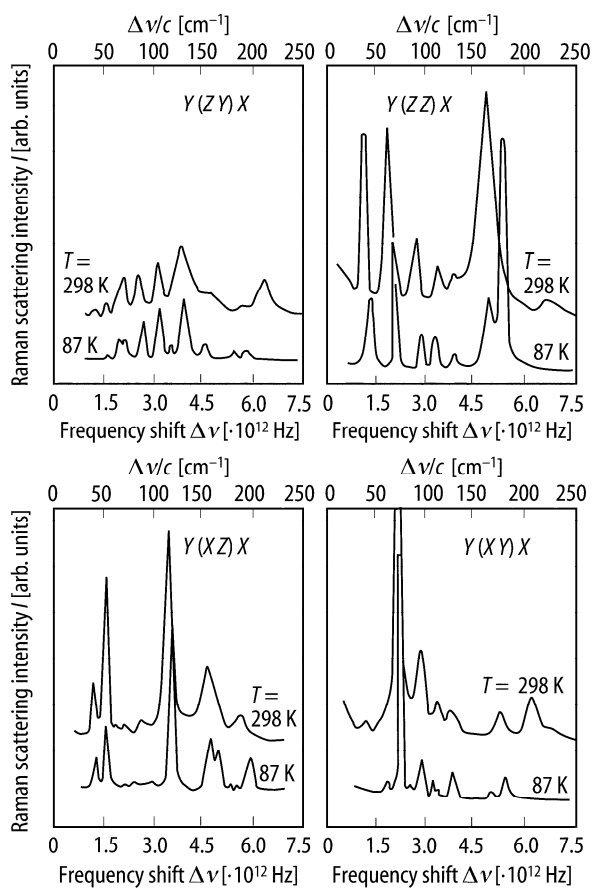 Δν/c [cm⁻¹]
0 50 100 150 200
Y (Z Y) X
T =
298 K
87 K
0 1.5 3.0 4.5 6.0 7.5
Frequency shift Δν [·10¹² Hz]
Raman scattering intensity I [arb. units]
Δν/c [cm⁻¹]
0 50 100 150 200 250
Y (Z Z) X
T =
298 K
87 K
0 1.5 3.0 4.5 6.0 7.5
Frequency shift Δν [·10¹² Hz]
Δν/c [cm⁻¹]
0 50 100 150 200 250
Y (X Z) X
T =
298 K
87 K
0 1.5 3.0 4.5 6.0 7.5
Frequency shift Δν [·10¹² Hz]
Raman scattering intensity I [arb. units]
Δν/c [cm⁻¹]
0 50 100 150 200 250
Y (X Y) X
T = 298 K
87 K
0 1.5 3.0 4.5 6.0 7.5
Frequency shift Δν [·10¹² Hz]